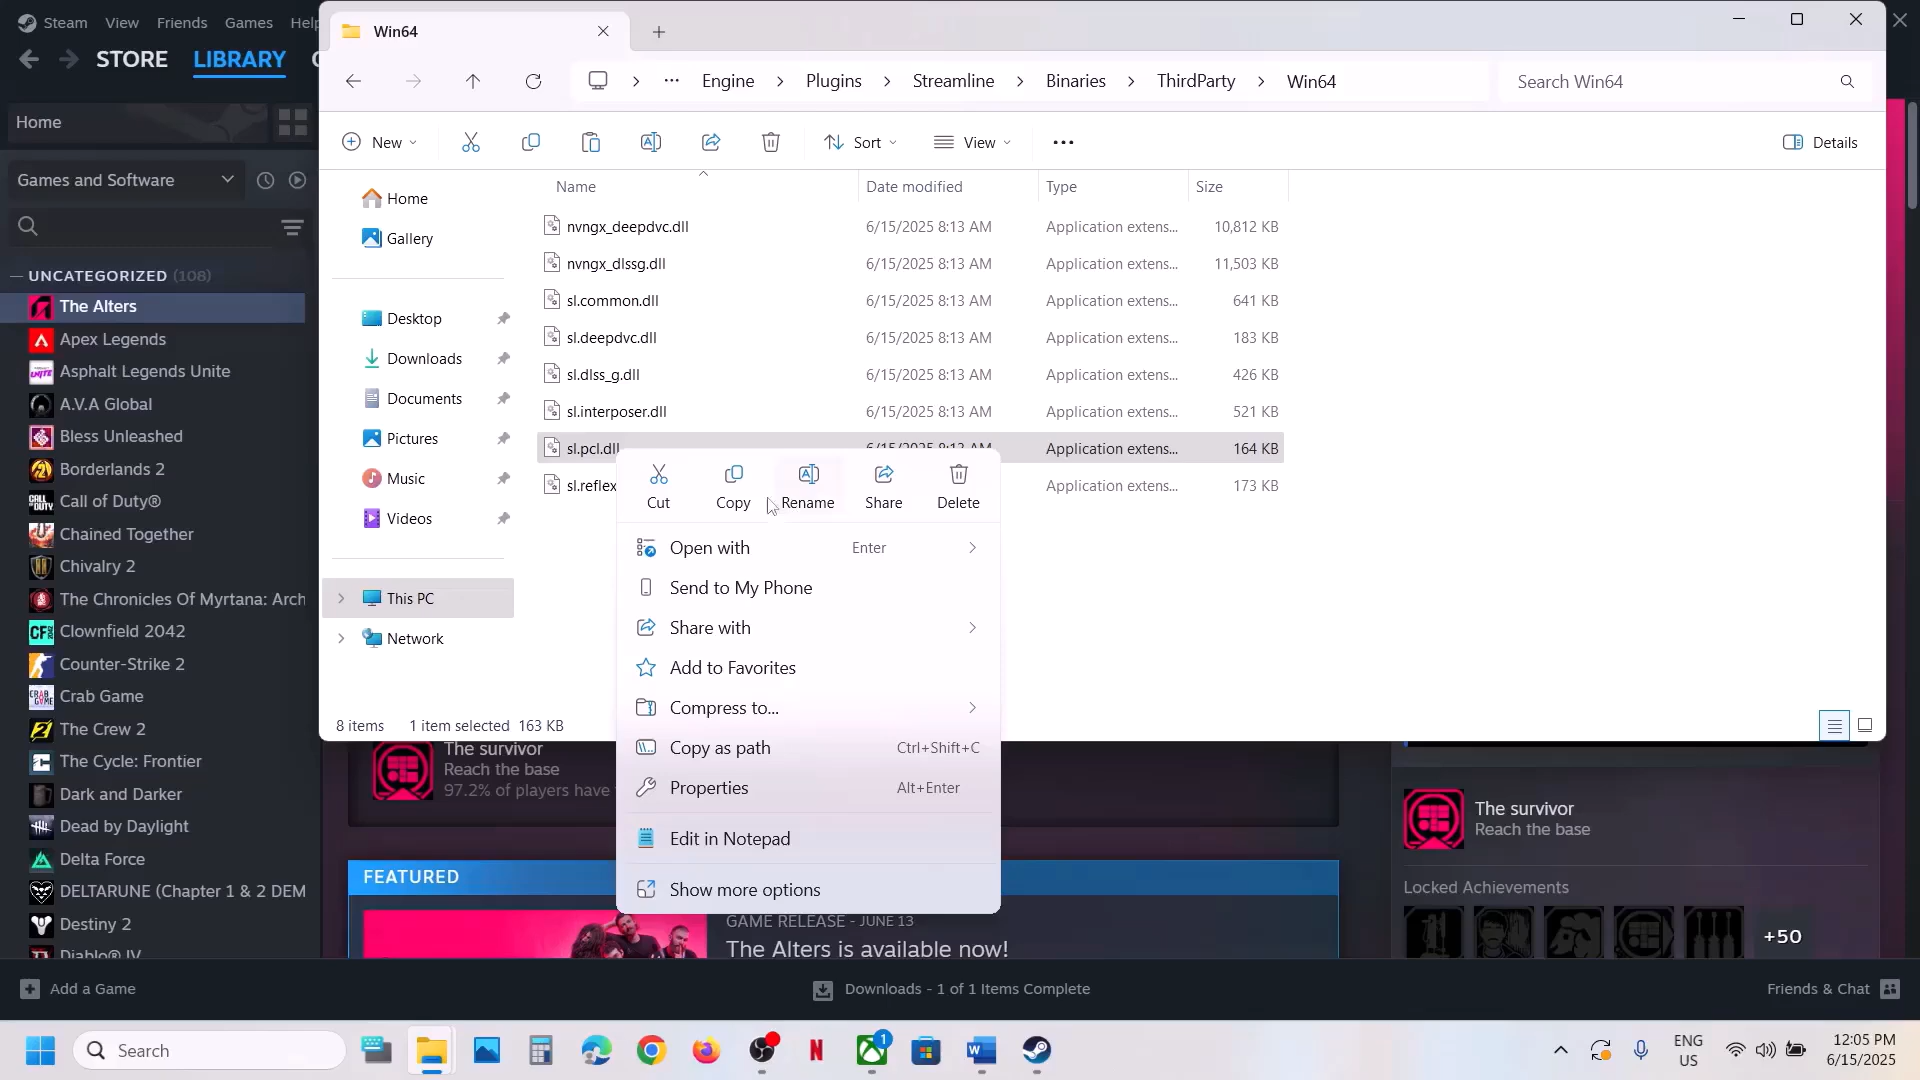 Steam
View
Friends
Games
Help
STORE
LIBRARY
Home
Games and Software
UNCATEGORIZED (108)
The Alters
Apex Legends
Asphalt Legends Unite
A.V.A Global
Bless Unleashed
Borderlands 2
Call of Duty®
Chained Together
Chivalry 2
The Chronicles Of Myrtana: Arch
Clownfield 2042
Counter-Strike 2
Crab Game
The Crew 2
The Cycle: Frontier
Dark and Darker
Dead by Daylight
Delta Force
DELTARUNE (Chapter 1 & 2 DEM
Destiny 2
Diablo® IV
Win64
Engine
Plugins
Streamline
Binaries
ThirdParty
Win64
Search Win64
New
Sort
View
Details
Home
Gallery
Desktop
Downloads
Documents
Pictures
Music
Videos
This PC
Network
Name Date modified Type Size
nvngx_deepdvc.dll 6/15/2025 8:13 AM Application extens... 10,812 KB
nvngx_dlssg.dll 6/15/2025 8:13 AM Application extens... 11,503 KB
sl.common.dll 6/15/2025 8:13 AM Application extens... 641 KB
sl.deepdvc.dll 6/15/2025 8:13 AM Application extens... 183 KB
sl.dlss_g.dll 6/15/2025 8:13 AM Application extens... 426 KB
sl.interposer.dll 6/15/2025 8:13 AM Application extens... 521 KB
sl.pcl.dll 6/15/2025 8:13 AM Application extens... 164 KB
sl.reflex 6/15/2025 8:13 AM Application extens... 173 KB
Cut
Copy
Rename
Share
Delete
Open with Enter
Send to My Phone
Share with
Add to Favorites
Compress to...
Copy as path Ctrl+Shift+C
Properties Alt+Enter
Edit in Notepad
Show more options
8 items 1 item selected 163 KB
The survivor
Reach the base
97.2% of players have
FEATURED
GAME RELEASE - JUNE 13
The Alters is available now!
The survivor
Reach the base
Locked Achievements
+50
Add a Game
Downloads - 1 of 1 Items Complete
Friends & Chat
Search
1
ENG
US
12:05 PM
6/15/2025